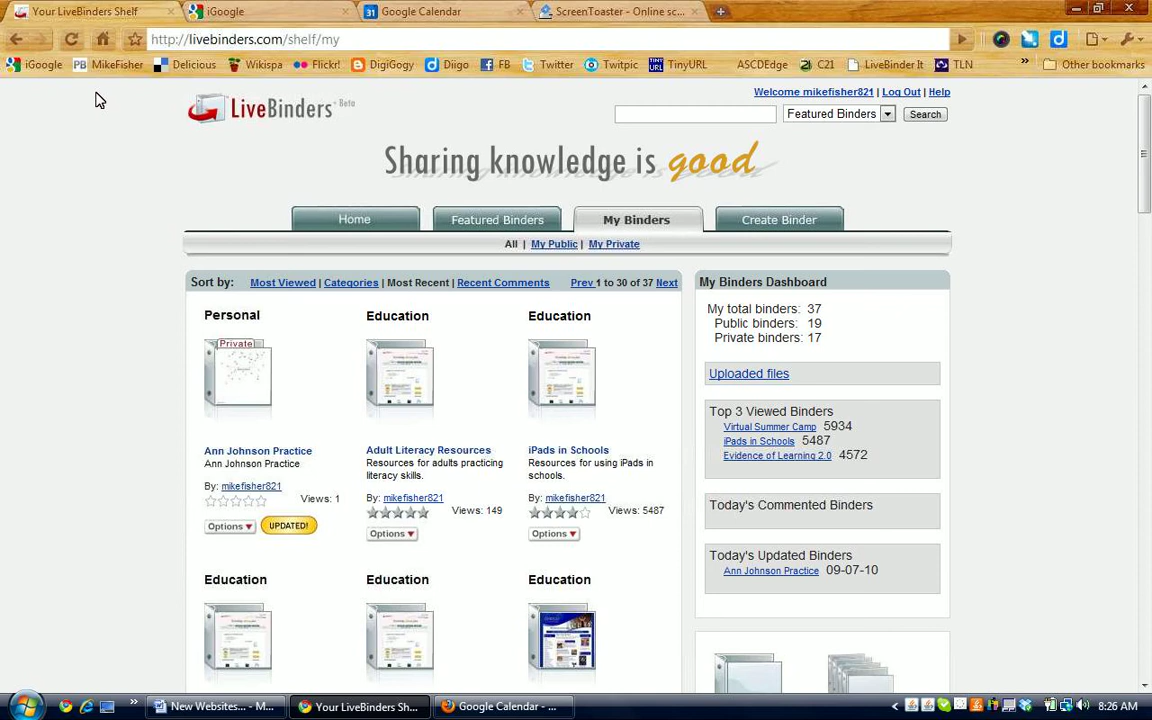 Your LiveBinders Shelf
iGoogle
Google Calendar
ScreenToaster - Online sc...
http://livebinders.com/shelf/my
iGoogle
MikeFisher
Delicious
Wikispa
Flickr!
DigiGogy
Diigo
FB
Twitter
Twitpic
TinyURL
ASCDEdge
C21
LiveBinder It
TLN
Other bookmarks
Welcome mikefisher821 | Log Out | Help
LiveBinders Beta
Featured Binders
Search
Sharing knowledge is good
Home
Featured Binders
My Binders
Create Binder
All | My Public | My Private
Sort by: Most Viewed | Categories | Most Recent | Recent Comments Prev 1 to 30 of 37 Next
Personal
Private
Ann Johnson Practice
Ann Johnson Practice
By: mikefisher821
Views: 1
Options
UPDATED!
Education
Adult Literacy Resources
Resources for adults practicing
literacy skills.
By: mikefisher821
Views: 149
Options
Education
iPads in Schools
Resources for using iPads in
schools.
By: mikefisher821
Views: 5487
Options
Education
Education
Education
My Binders Dashboard
My total binders: 37
Public binders: 19
Private binders: 17
Uploaded files
Top 3 Viewed Binders
Virtual Summer Camp 5934
iPads in Schools 5487
Evidence of Learning 2.0 4572
Today's Commented Binders
Today's Updated Binders
Ann Johnson Practice 09-07-10
New Websites... - M...
Your LiveBinders She...
Google Calendar - ...
8:26 AM